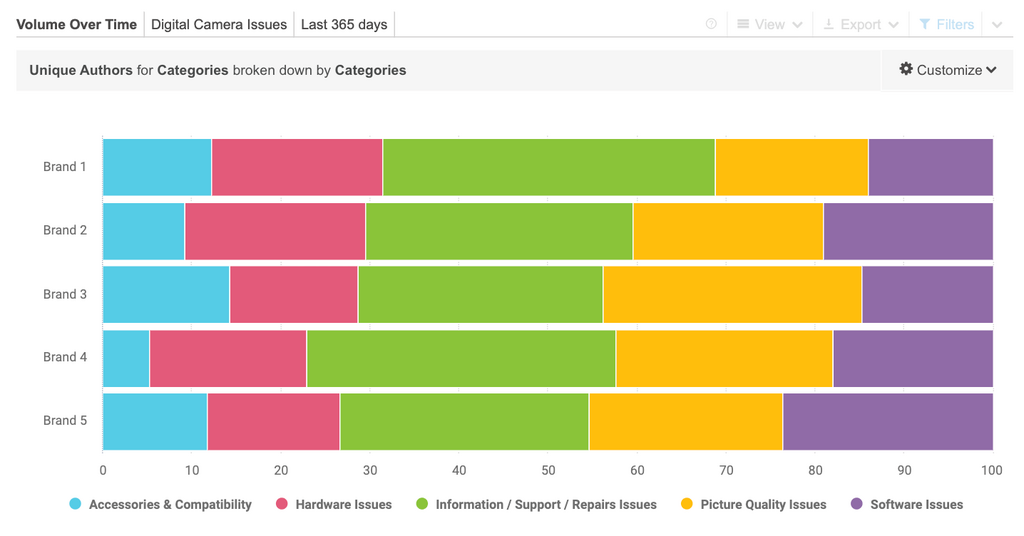 Volume Over Time Digital Camera Issues Last 365 days View Export Filters
Unique Authors for Categories broken down by Categories Customize
Brand 1
Brand 2
Brand 3
Brand 4
Brand 5
0 10 20 30 40 50 60 70 80 90 100
Accessories & Compatibility Hardware Issues Information / Support / Repairs Issues Picture Quality Issues Software Issues